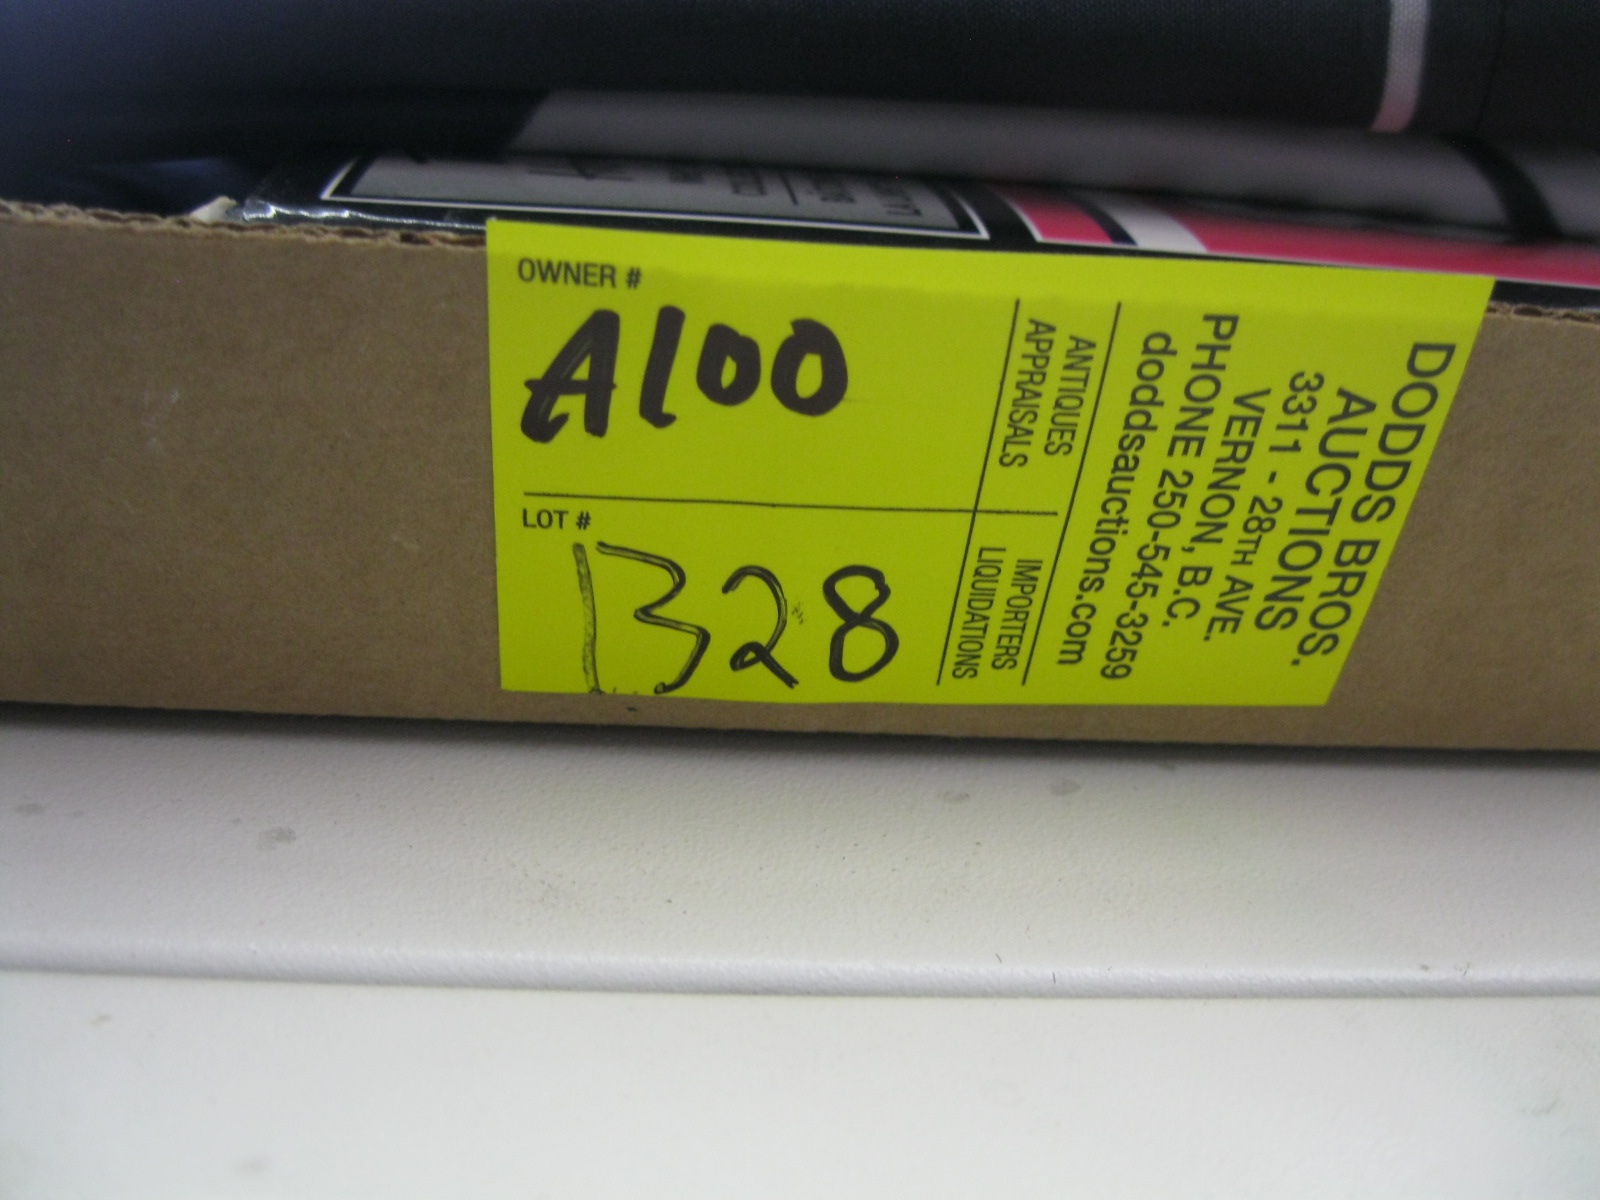 OWNER #
A100
LOT #
328
DODDS BROS.
AUCTIONS
3311 - 28TH AVE.
VERNON, B.C.
PHONE 250-545-3259
doddsauctions.com
ANTIQUES
APPRAISALS
IMPORTERS
LIQUIDATIONS